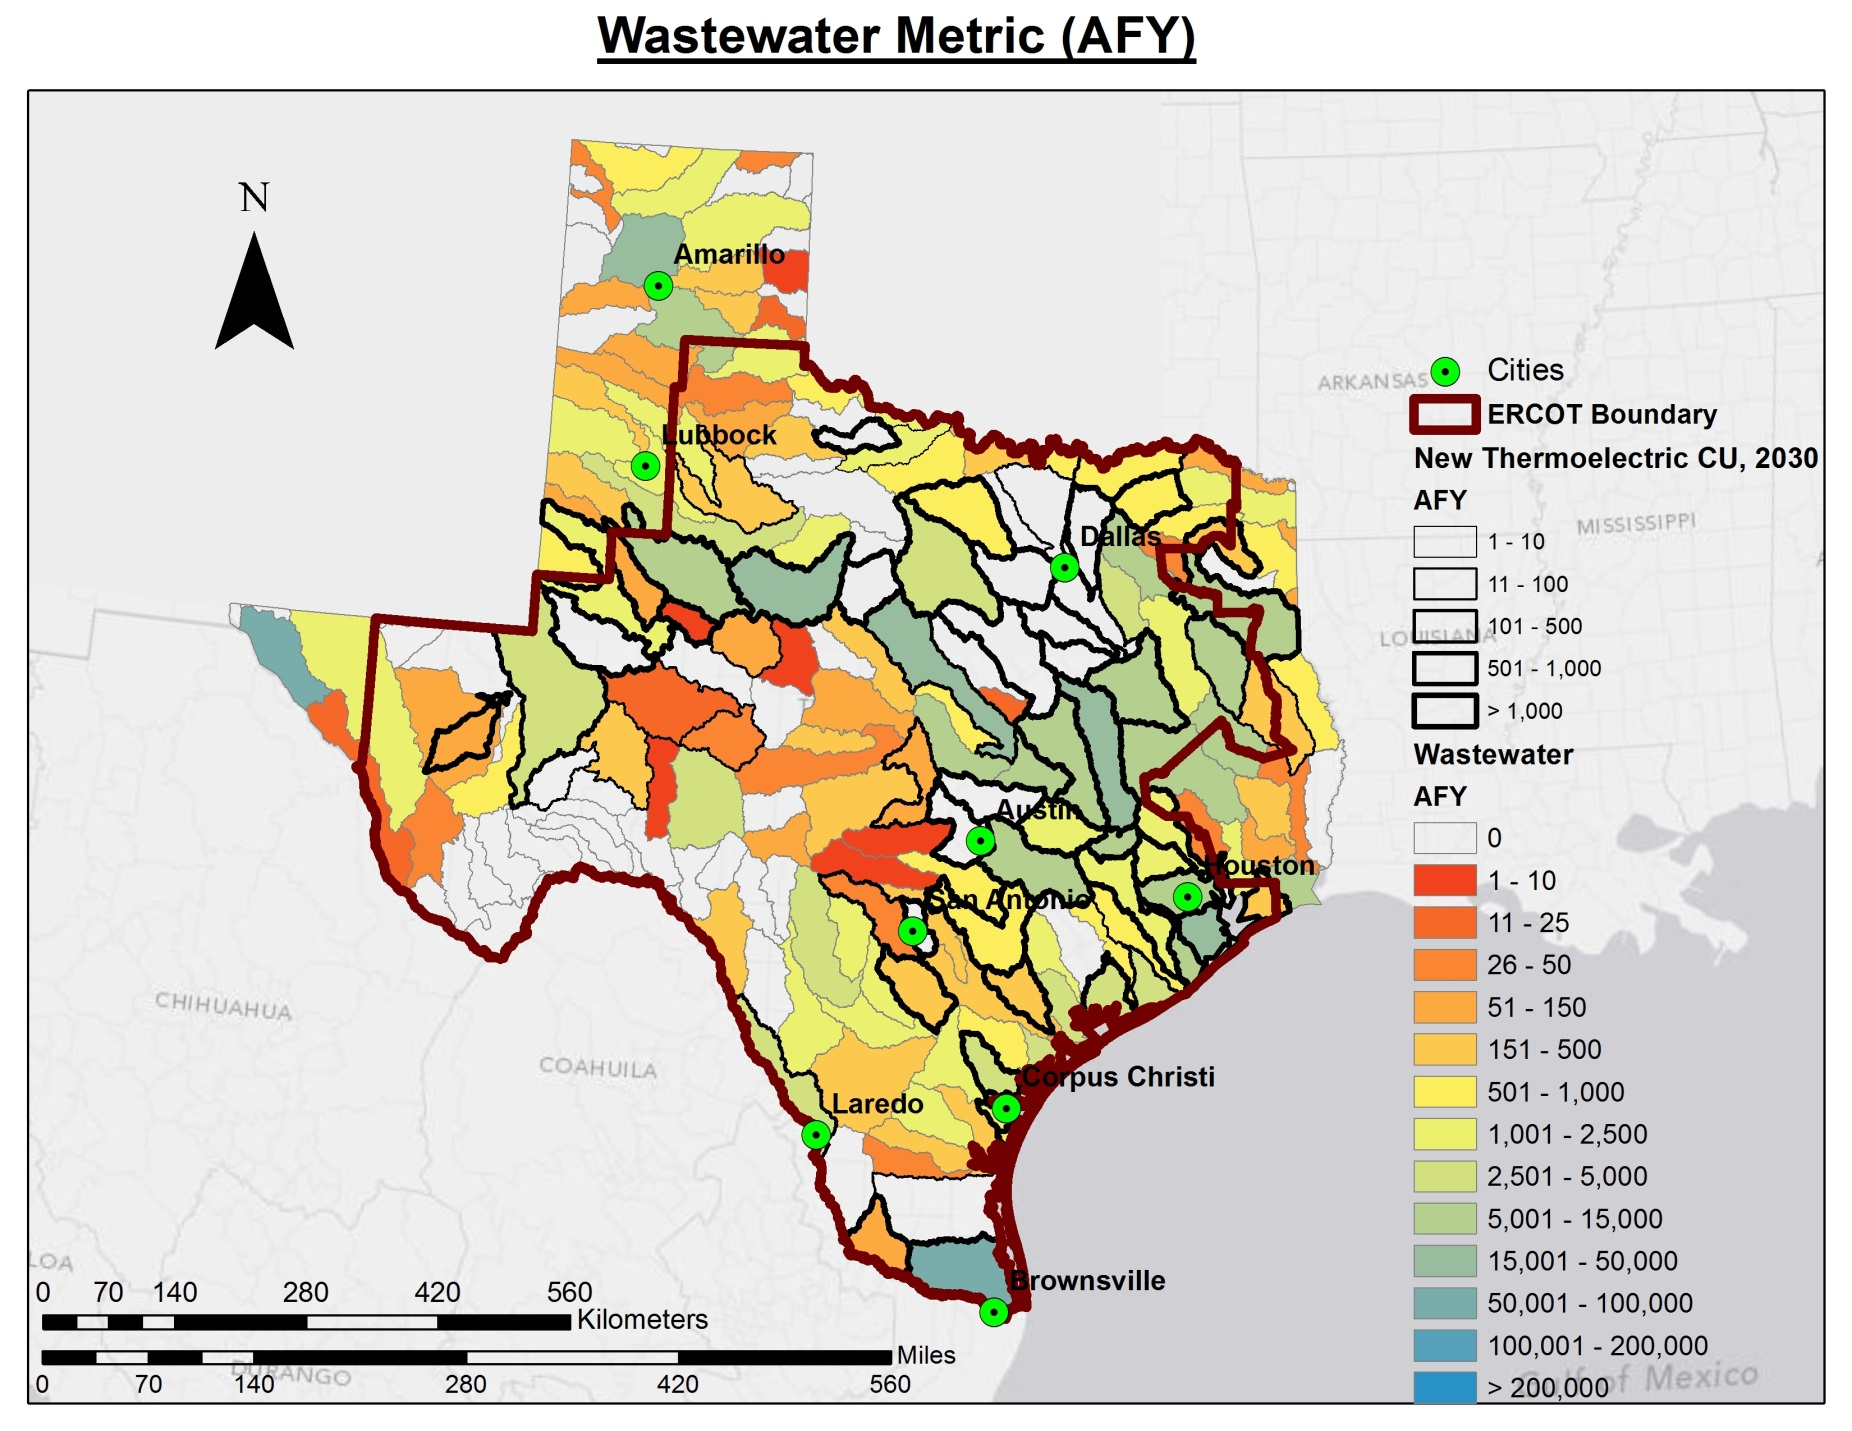 Wastewater Metric (AFY)
N
Amarillo
Lubbock
Dallas
Austin
Houston
San Antonio
Corpus Christi
Laredo
Brownsville
ARKANSAS
MISSISSIPPI
LOUISIANA
CHIHUAHUA
COAHUILA
DURANGO
LOA
Gulf of Mexico
Cities
ERCOT Boundary
New Thermoelectric CU, 2030
AFY
1 - 10
11 - 100
101 - 500
501 - 1,000
> 1,000
Wastewater
AFY
0
1 - 10
11 - 25
26 - 50
51 - 150
151 - 500
501 - 1,000
1,001 - 2,500
2,501 - 5,000
5,001 - 15,000
15,001 - 50,000
50,001 - 100,000
100,001 - 200,000
> 200,000
0 70 140 280 420 560
Kilometers
Miles
0 70 140 280 420 560